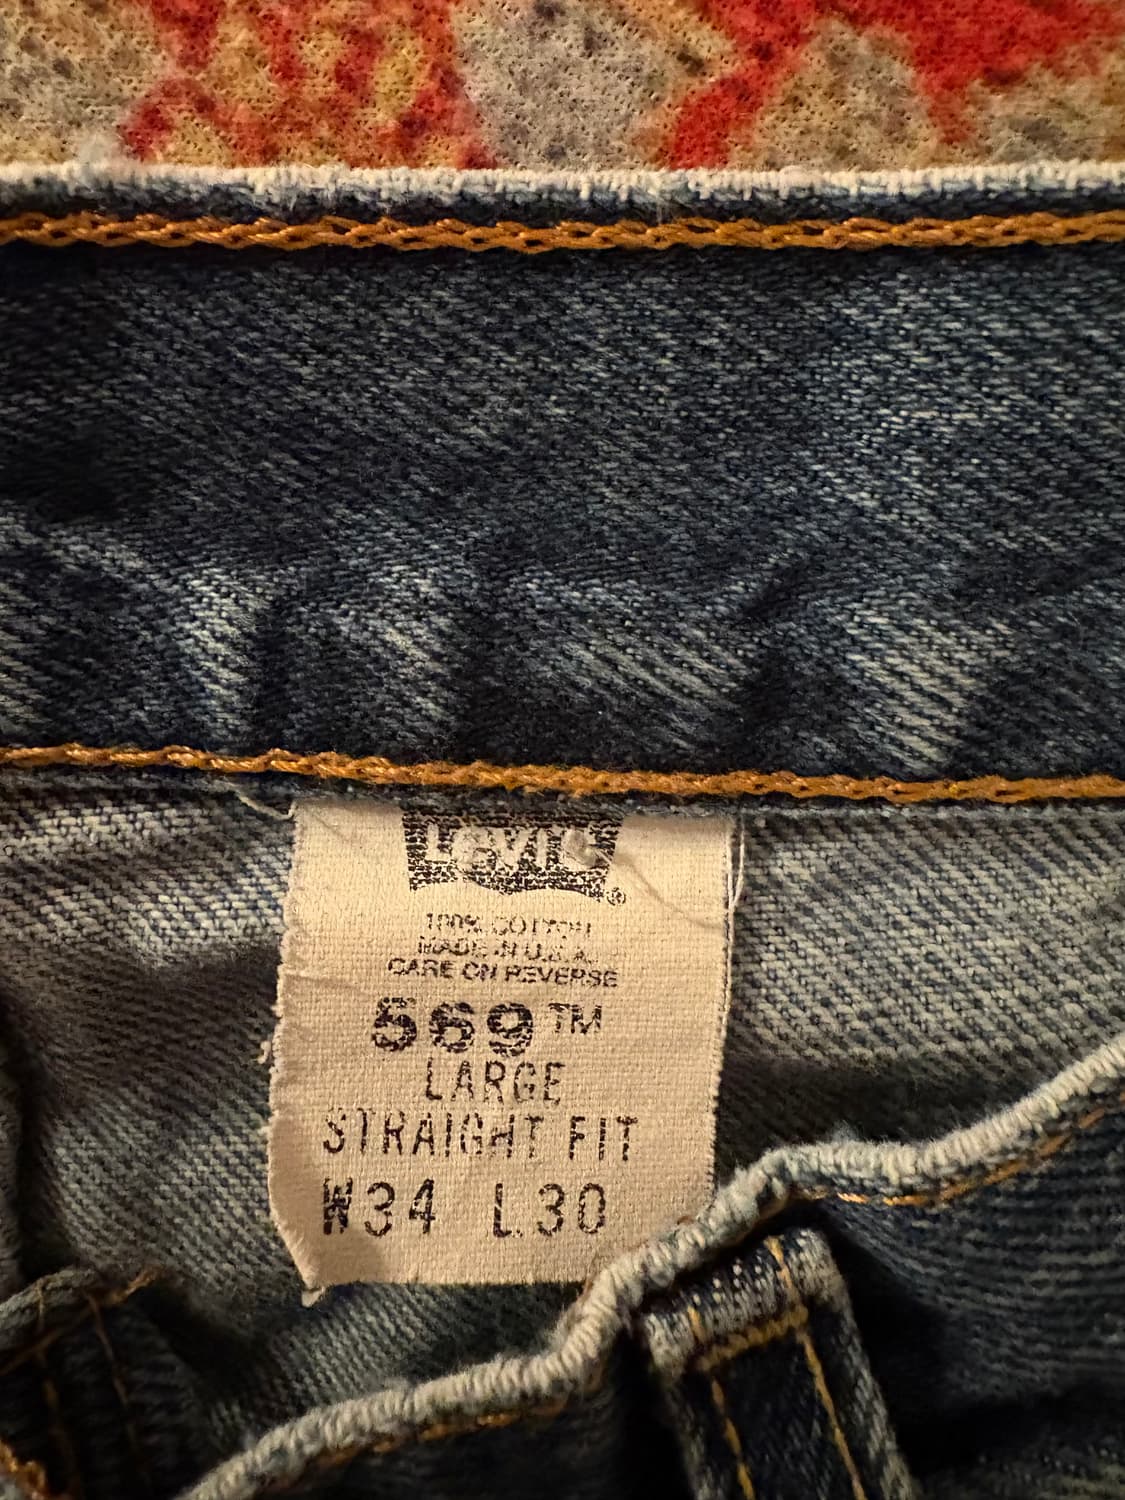 Levi's®
100% COTTON
MADE IN U.S.A.
CARE ON REVERSE
569™
LARGE
STRAIGHT FIT
W34 L30